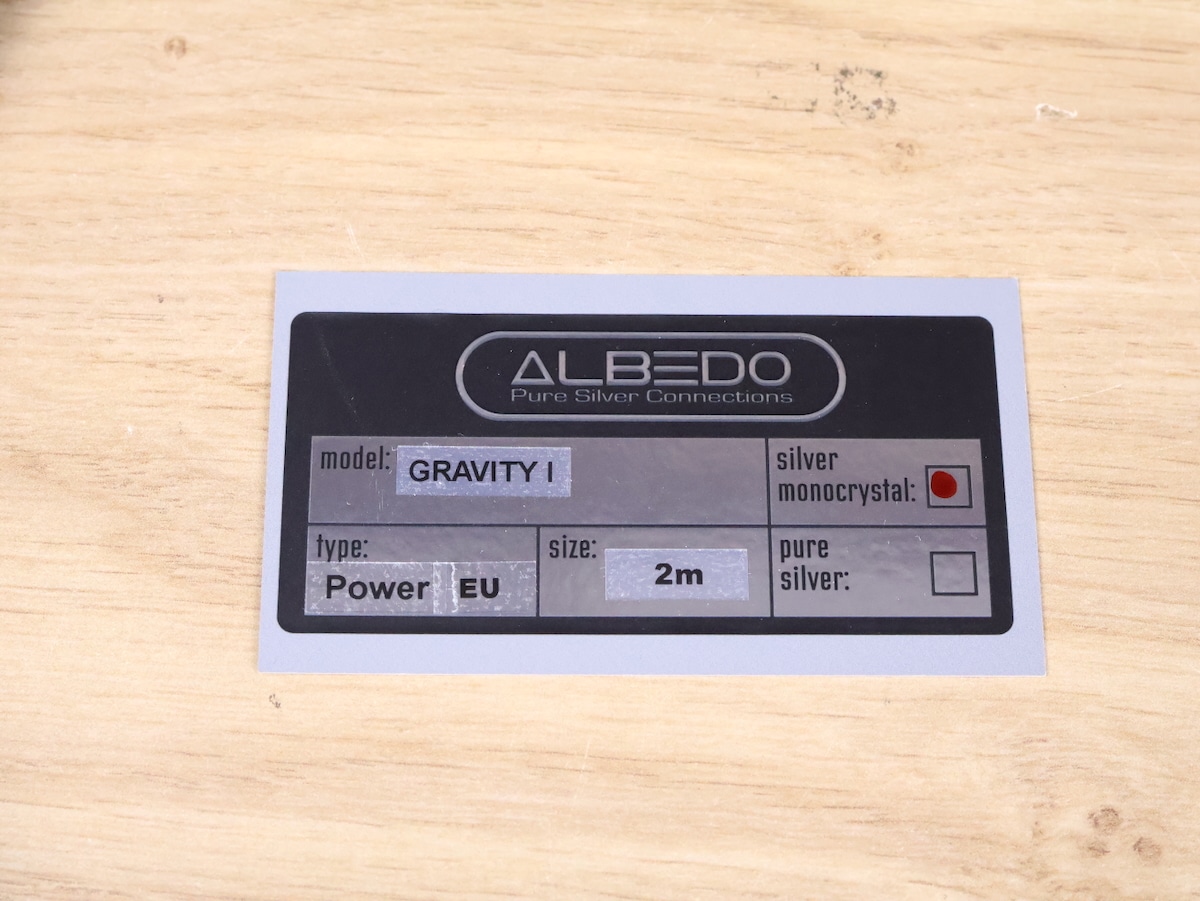 ALBEDO
Pure Silver Connections
model: GRAVITY I
silver
monocrystal:
type:
Power EU
size:
2m
pure
silver: